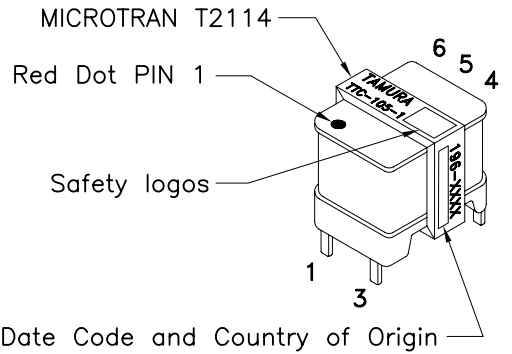 MICROTRAN T2114
Red Dot PIN 1
Safety logos
Date Code and Country of Origin
TAMURA
TTC-105-1
196-XXXX
6
5
4
1
3